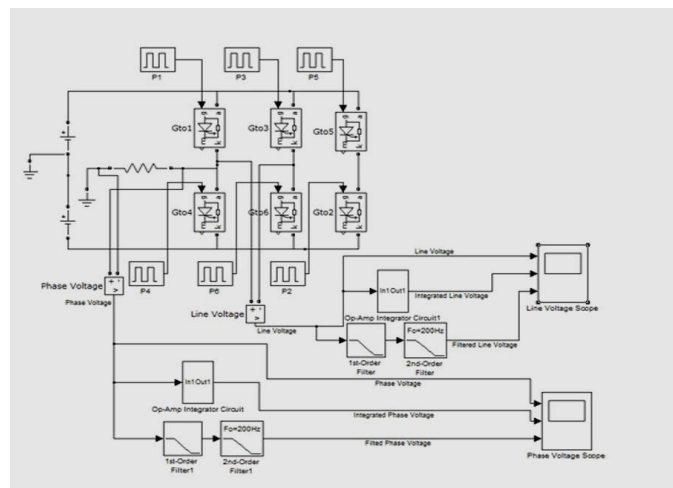 P1
P3
P5
g a
g a
g a
Gto1
Gto3
Gto5
m k
m k
m k
g a
g a
g a
Gto4
Gto6
Gto2
m k
m k
m k
P4
P6
P2
Phase Voltage
+ -
v
Phase Voltage
Line Voltage
+ -
v
Line Voltage
Line Voltage
In1Out1
Integrated Line Voltage
Op-Amp Integrator Circuit1
Line Voltage Scope
1st-Order
Filter
Fo=200Hz
2nd-Order
Filter
Filtered Line Voltage
Phase Voltage
In1Out1
Op-Amp Integrator Circuit
Integrated Phase Voltage
1st-Order
Filter1
Fo=200Hz
2nd-Order
Filter1
Filted Phase Voltage
Phase Voltage Scope